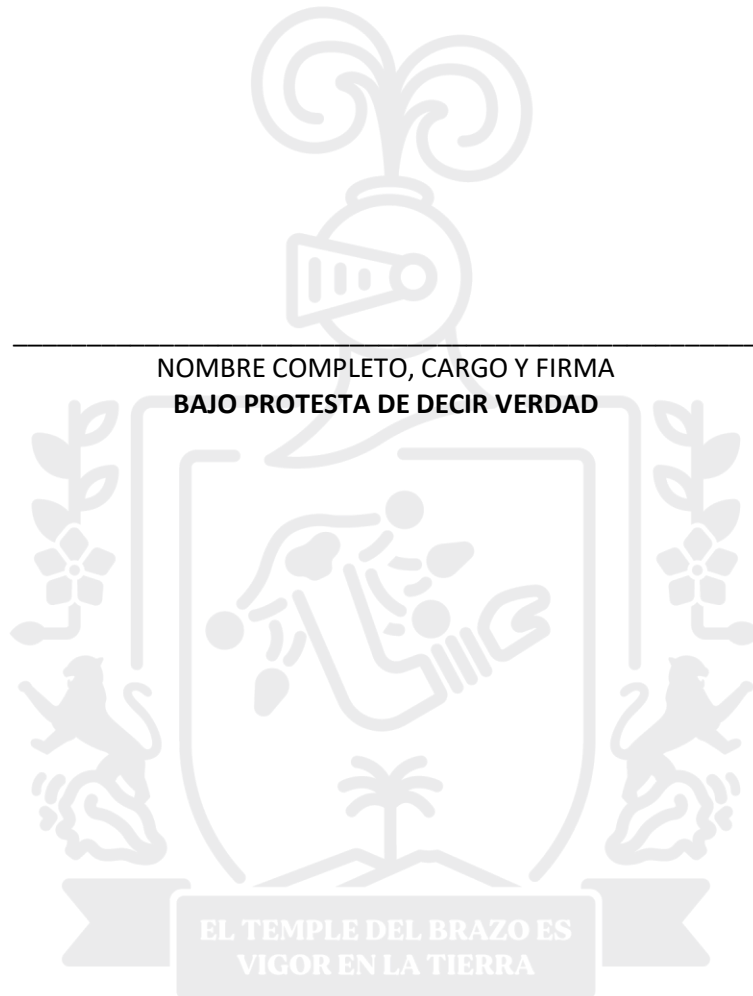 NOMBRE COMPLETO, CARGO Y FIRMA
BAJO PROTESTA DE DECIR VERDAD
EL TEMPLE DEL BRAZO ES
VIGOR EN LA TIERRA